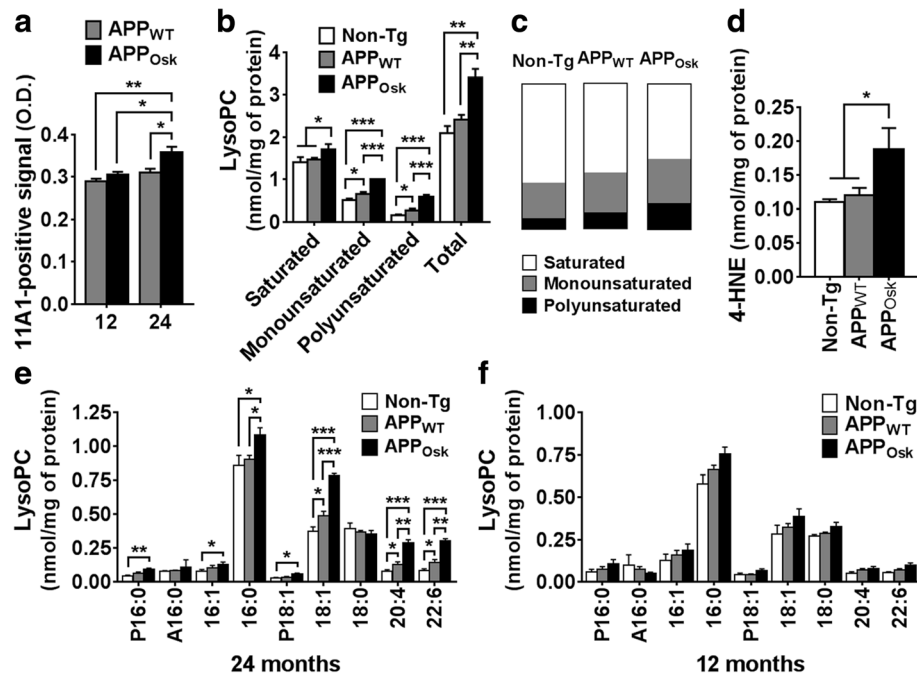 a
APPWT
APPOsk
11A1-positive signal (O.D.)
0.4
0.3
0.2
0.1
0.0
**
*
*
12
24
b
Non-Tg
APPWT
APPOsk
LysoPC
(nmol/mg of protein)
4
3
2
1
0
*
***
***
*
***
***
*
**
**
Saturated
Monounsaturated
Polyunsaturated
Total
c
Non-Tg APPWT APPOsk
Saturated
Monounsaturated
Polyunsaturated
d
4-HNE (nmol/mg of protein)
0.25
0.20
0.15
0.10
0.05
0.00
*
Non-Tg
APPWT
APPOsk
e
Non-Tg
APPWT
APPOsk
LysoPC
(nmol/mg of protein)
1.25
1.00
0.75
0.50
0.25
0.00
**
*
*
*
*
***
***
*
***
**
*
***
**
*
P16:0
A16:0
16:1
16:0
P18:1
18:1
18:0
20:4
22:6
24 months
f
Non-Tg
APPWT
APPOsk
LysoPC
(nmol/mg of protein)
1.00
0.75
0.50
0.25
0.00
P16:0
A16:0
16:1
16:0
P18:1
18:1
18:0
20:4
22:6
12 months